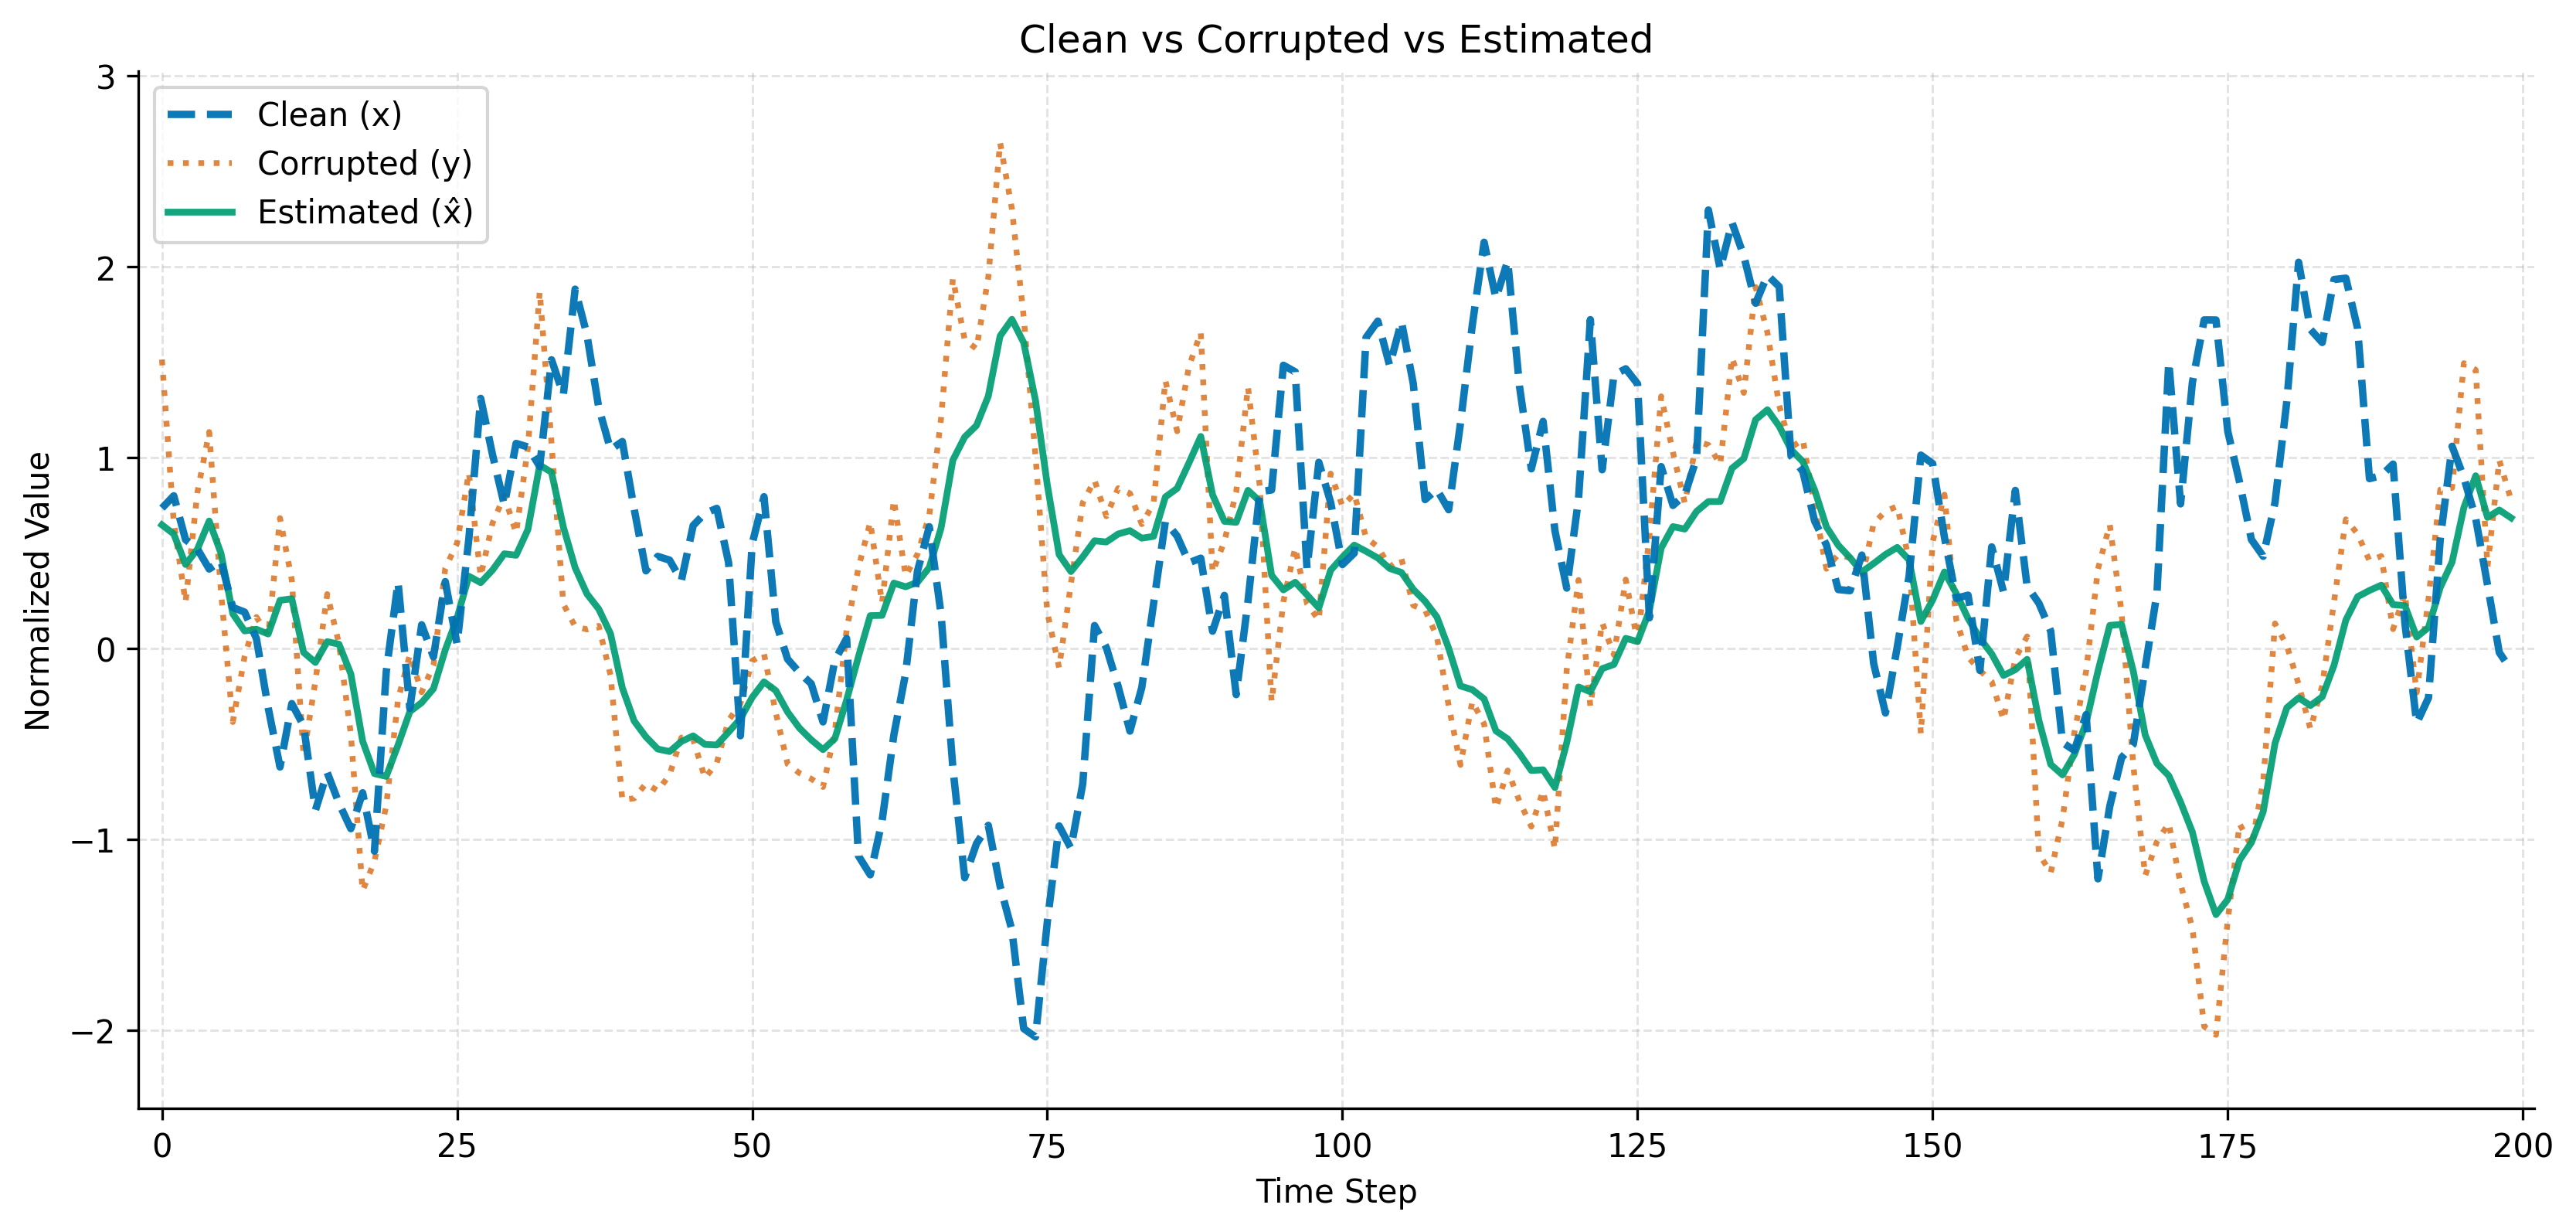 Clean vs Corrupted vs Estimated
Clean (x)
Corrupted (y)
Estimated (x̂)
Normalized Value
3
2
1
0
−1
−2
0 25 50 75 100 125 150 175 200
Time Step